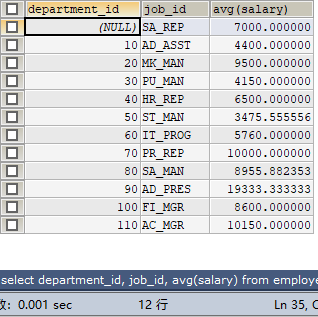 department_id job_id avg(salary)
(NULL) SA_REP 7000.000000
10 AD_ASST 4400.000000
20 MK_MAN 9500.000000
30 PU_MAN 4150.000000
40 HR_REP 6500.000000
50 ST_MAN 3475.555556
60 IT_PROG 5760.000000
70 PR_REP 10000.000000
80 SA_MAN 8955.882353
90 AD_PRES 19333.333333
100 FI_MGR 8600.000000
110 AC_MGR 10150.000000
select department_id, job_id, avg(salary) from employe
: 0.001 sec 12 行 Ln 35, C